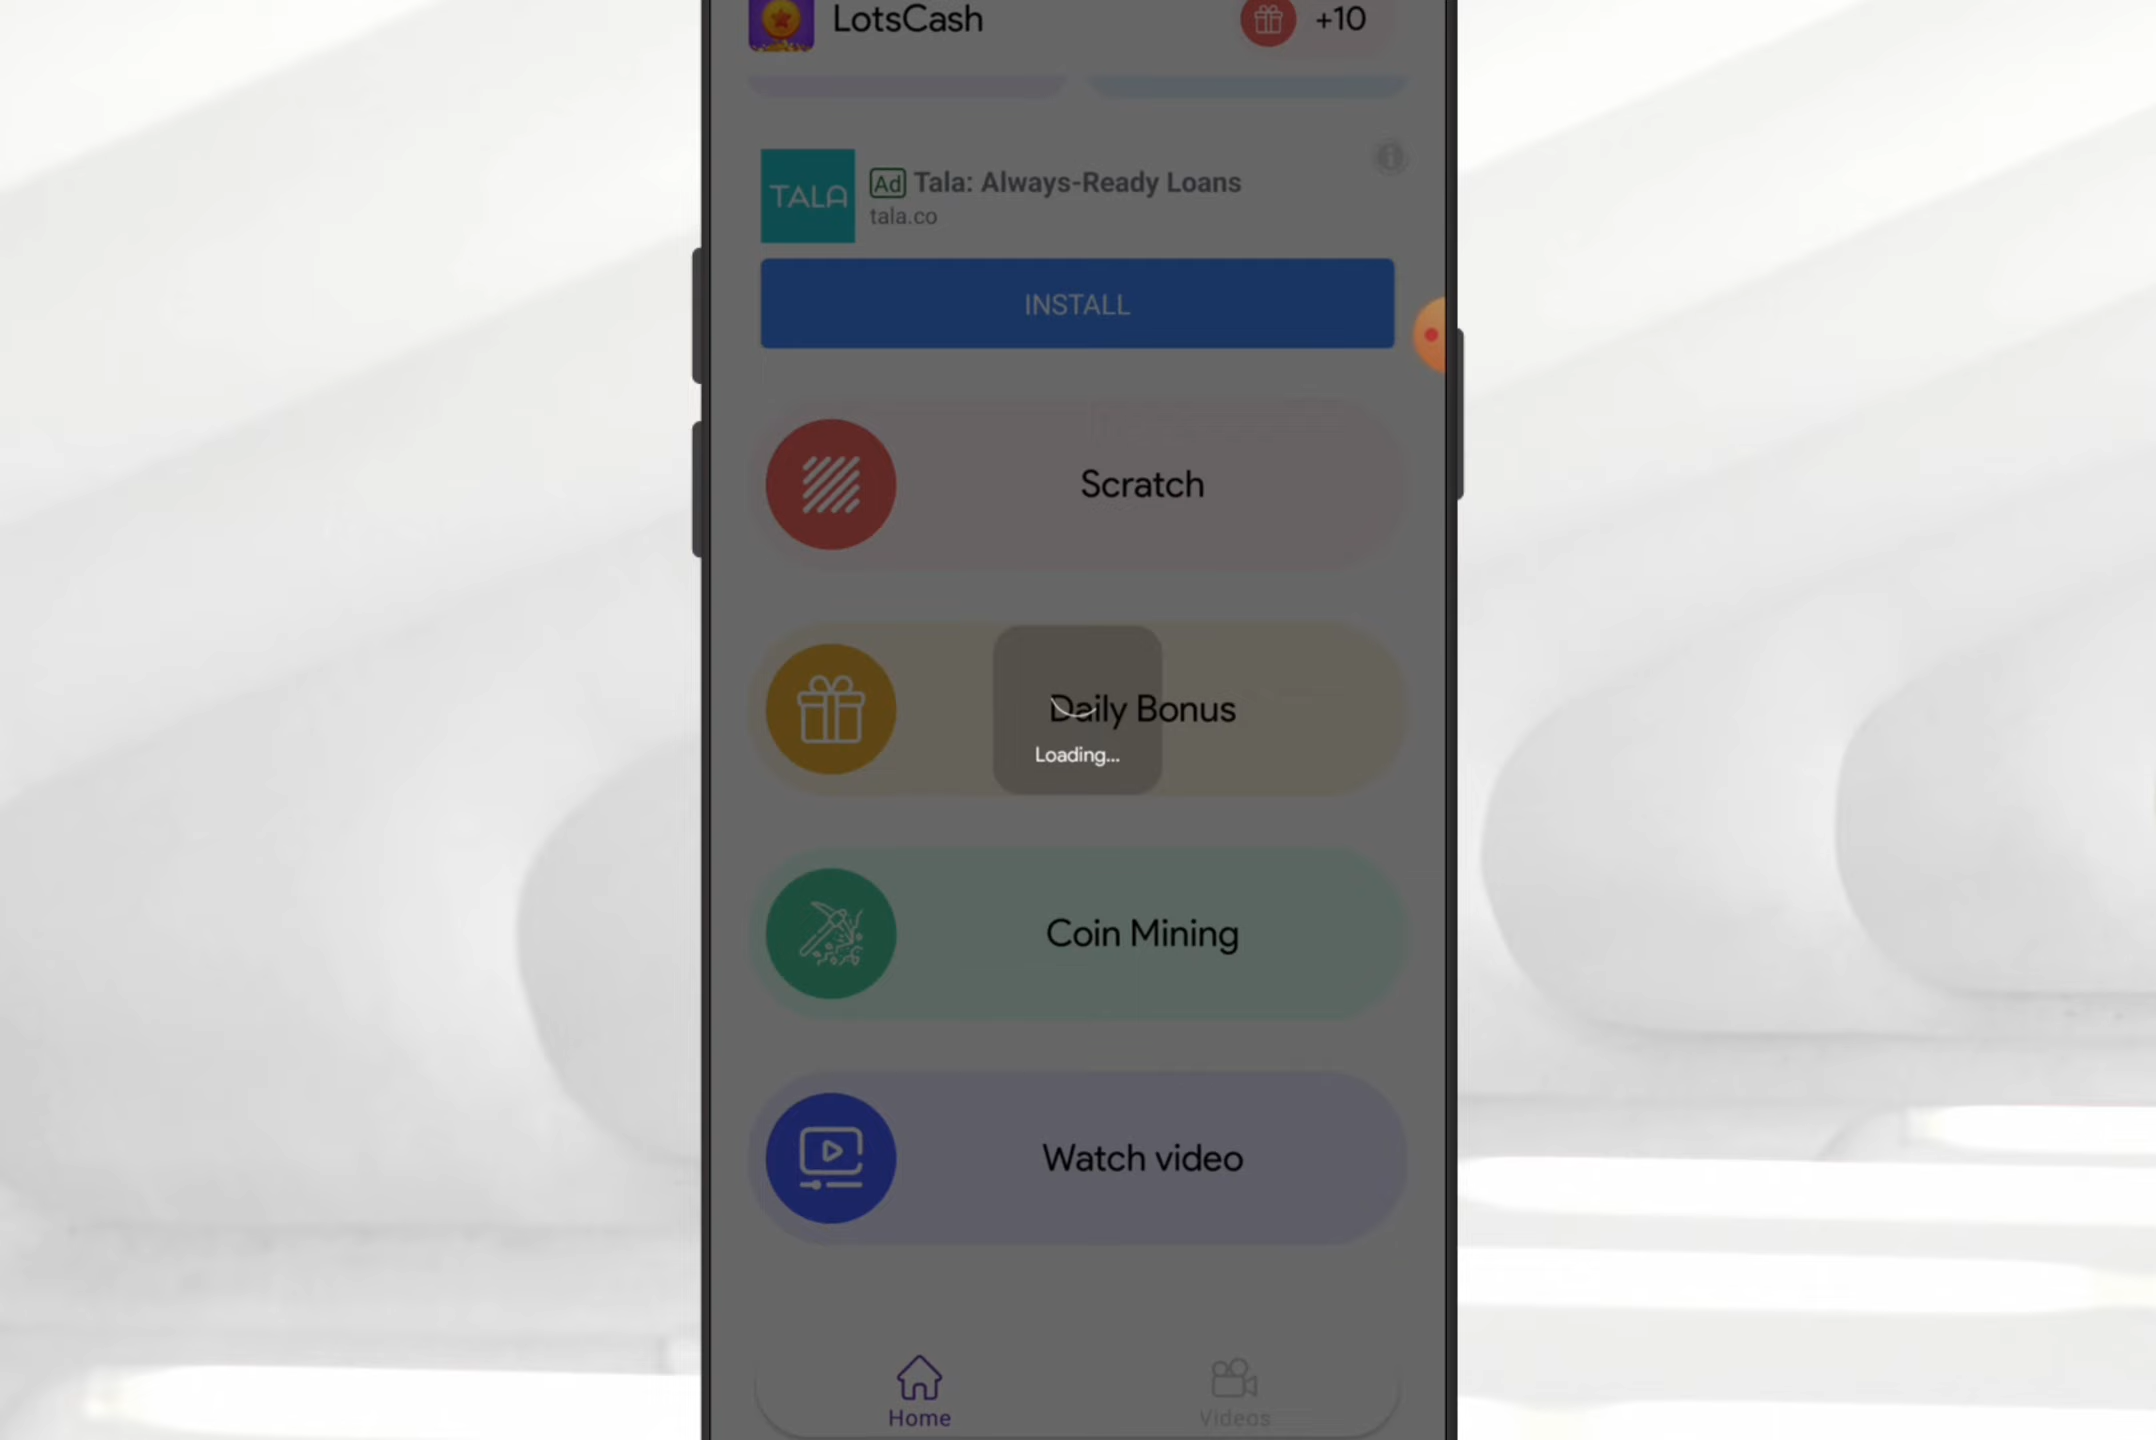 LotsCash
+10
TALA
Ad Tala: Always-Ready Loans
tala.co
INSTALL
Scratch
Daily Bonus
Loading...
Coin Mining
Watch video
Home
Videos